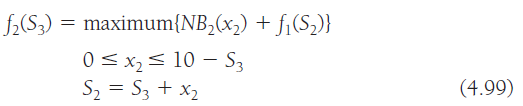 f₂(S₃) = maximum{NB₂(x₂) + f₁(S₂)}
0 ≤ x₂ ≤ 10 − S₃
S₂ = S₃ + x₂ (4.99)